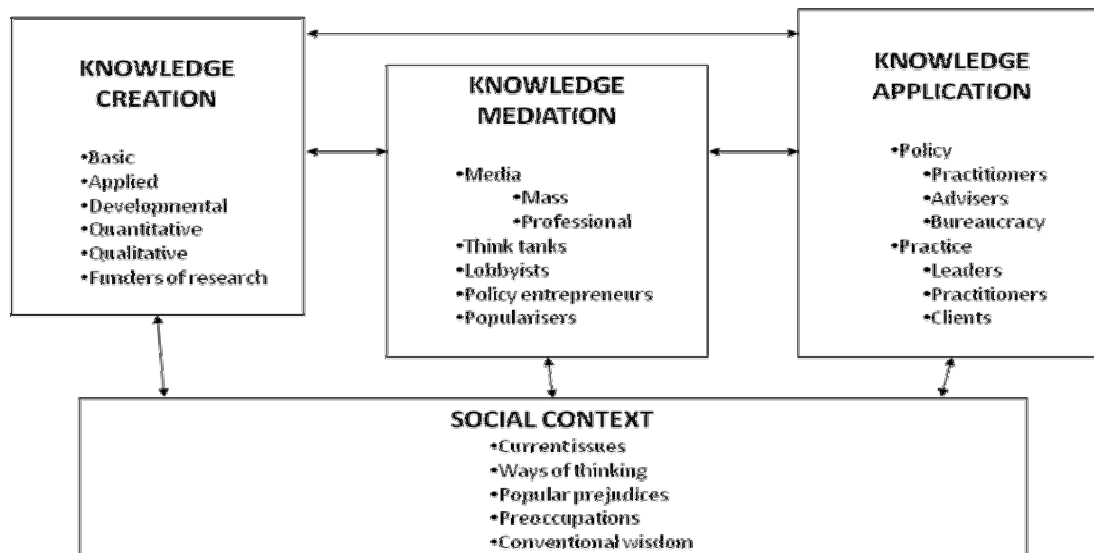 KNOWLEDGE
CREATION
•Basic
•Applied
•Developmental
•Quantitative
•Qualitative
•Funders of research
KNOWLEDGE
MEDIATION
•Media
•Mass
•Professional
•Think tanks
•Lobbyists
•Policy entrepreneurs
•Popularisers
KNOWLEDGE
APPLICATION
•Policy
•Practitioners
•Advisers
•Bureaucracy
•Practice
•Leaders
•Practitioners
•Clients
SOCIAL CONTEXT
•Current issues
•Ways of thinking
•Popular prejudices
•Preoccupations
•Conventional wisdom